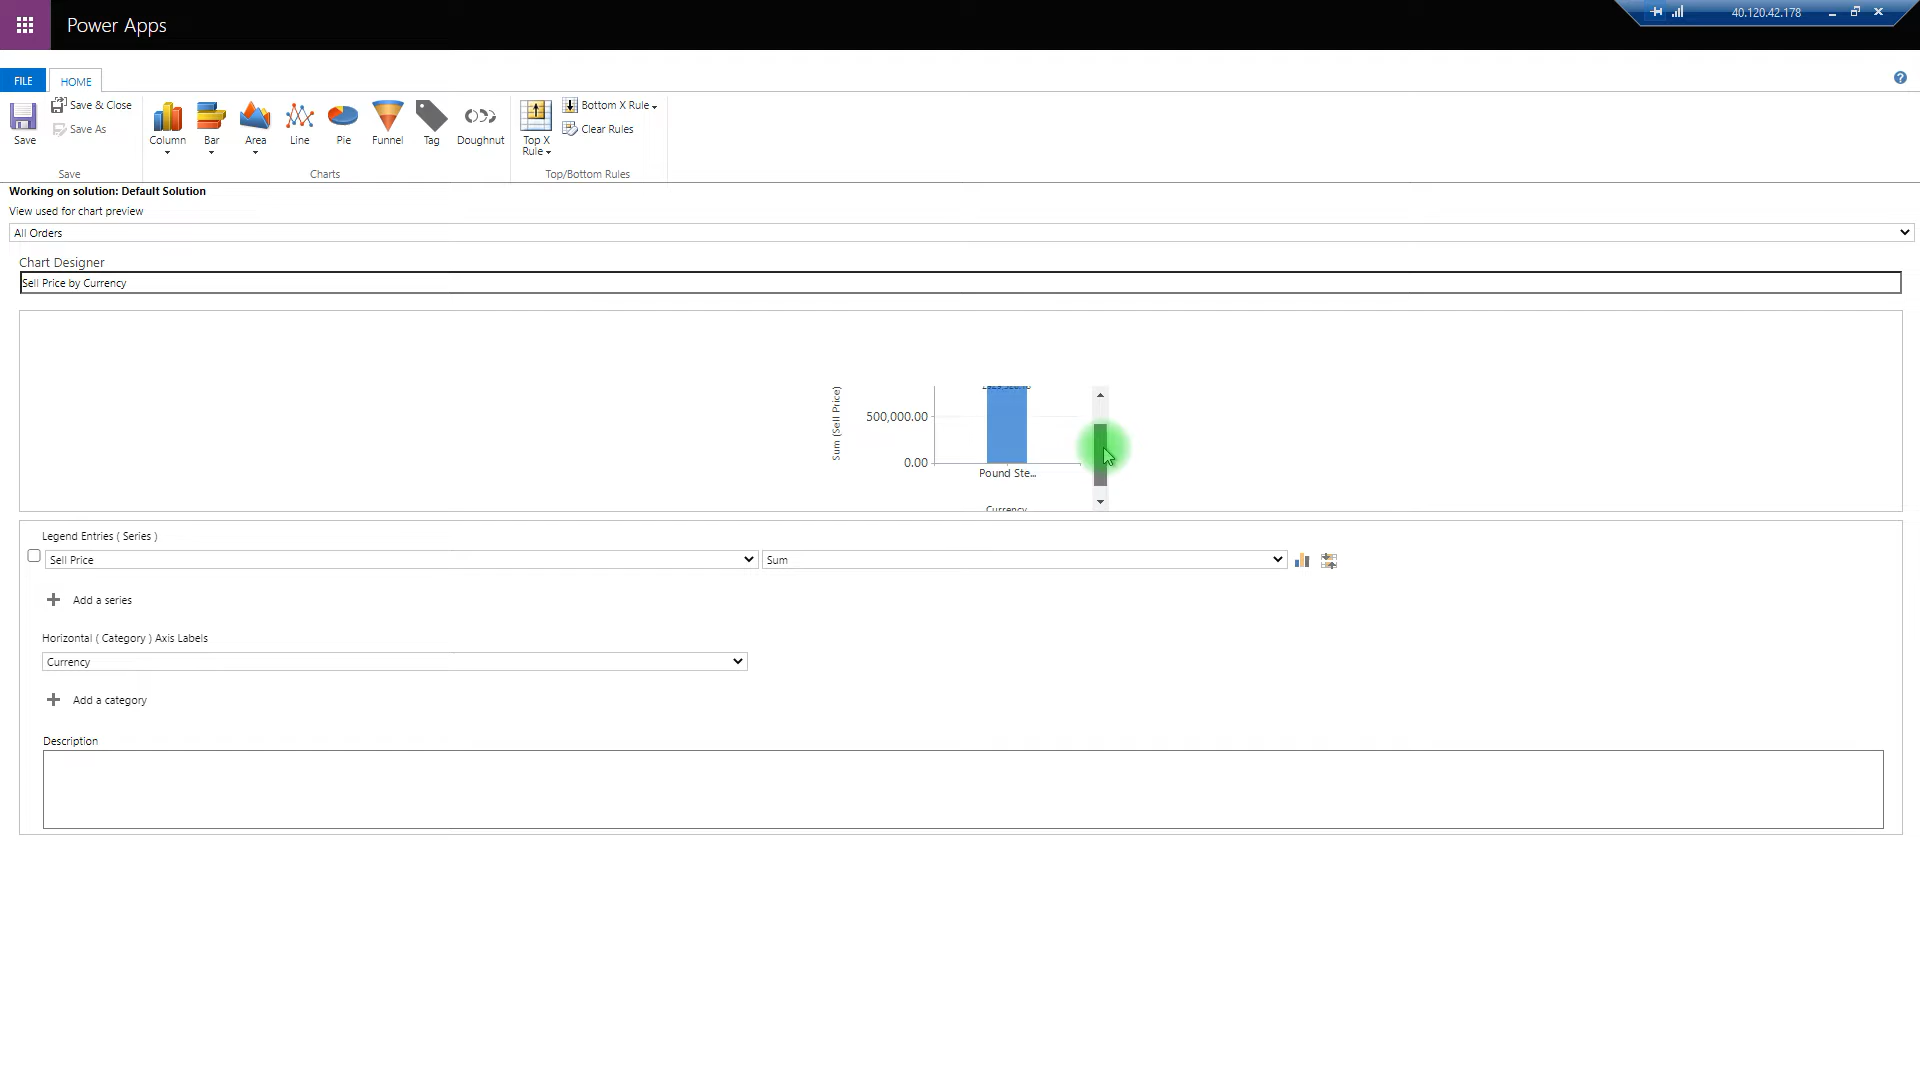 Power Apps
40.120.42.178
FILE
HOME
Save
Save & Close
Save As
Column
Bar
Area
Line
Pie
Funnel
Tag
Doughnut
Top X
Rule
Bottom X Rule
Clear Rules
Save
Charts
Top/Bottom Rules
Working on solution: Default Solution
View used for chart preview
All Orders
Chart Designer
Sell Price by Currency
Sum (Sell Price)
500,000.00
0.00
Pound Ste...
Currency
Legend Entries ( Series )
Sell Price
Sum
Add a series
Horizontal ( Category ) Axis Labels
Currency
Add a category
Description